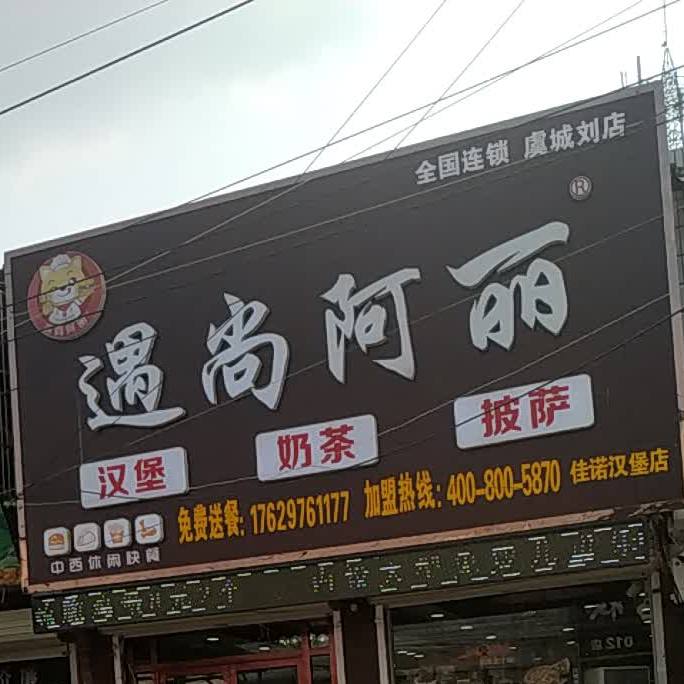 全国连锁 虞城刘店
®
遇尚阿丽
汉堡
奶茶
披萨
免费送餐: 17629761177 加盟热线: 400-800-5870 佳诺汉堡店
中西休闲快餐
012